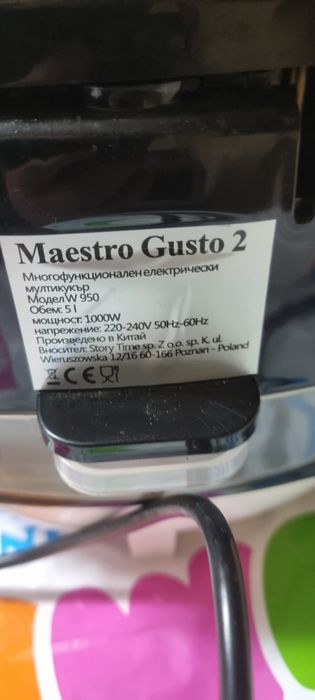 Maestro Gusto 2
Многофункционален електрически
мултикукър
Модел W 950
Обем: 5 l
мощност: 1000W
напрежение: 220-240V 50Hz-60Hz
Произведено в Китай
Вносител: Story Time sp. Z o.o. sp. K. ul.
Wieruszowska 12/16 60-166 Poznan - Poland
CE